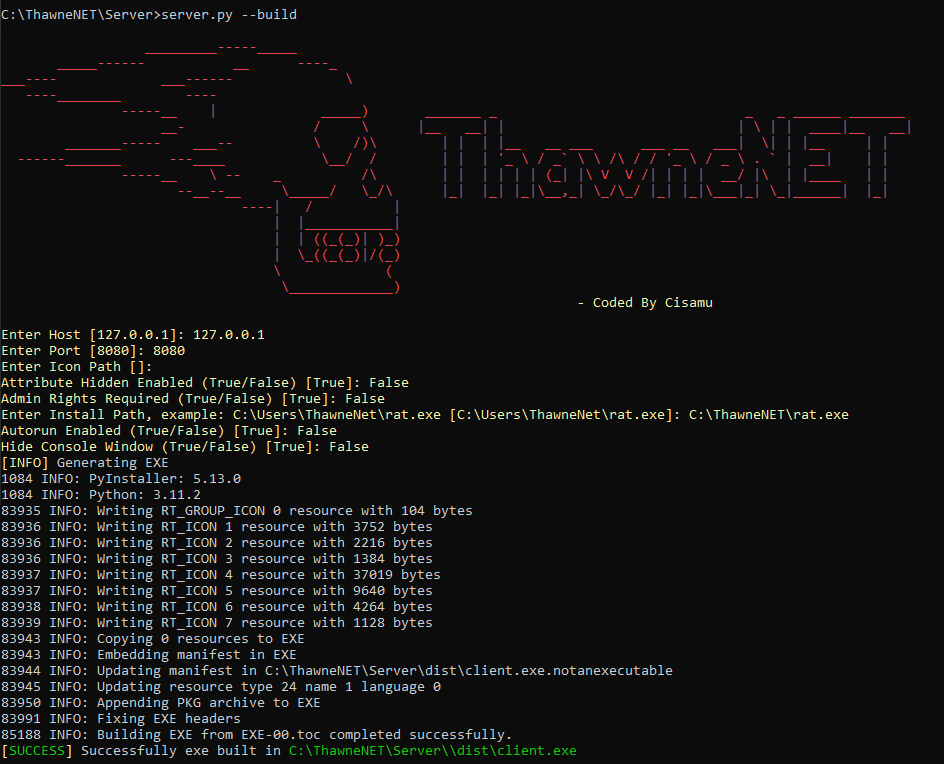 C:\ThawneNET\Server>server.py --build
ThawneNET
- Coded By Cisamu
Enter Host [127.0.0.1]: 127.0.0.1
Enter Port [8080]: 8080
Enter Icon Path []:
Attribute Hidden Enabled (True/False) [True]: False
Admin Rights Required (True/False) [True]: False
Enter Install Path, example: C:\Users\ThawneNet\rat.exe [C:\Users\ThawneNet\rat.exe]: C:\ThawneNET\rat.exe
Autorun Enabled (True/False) [True]: False
Hide Console Window (True/False) [True]: False
[INFO] Generating EXE
1084 INFO: PyInstaller: 5.13.0
1084 INFO: Python: 3.11.2
83935 INFO: Writing RT_GROUP_ICON 0 resource with 104 bytes
83936 INFO: Writing RT_ICON 1 resource with 3752 bytes
83936 INFO: Writing RT_ICON 2 resource with 2216 bytes
83936 INFO: Writing RT_ICON 3 resource with 1384 bytes
83937 INFO: Writing RT_ICON 4 resource with 37019 bytes
83937 INFO: Writing RT_ICON 5 resource with 9640 bytes
83938 INFO: Writing RT_ICON 6 resource with 4264 bytes
83939 INFO: Writing RT_ICON 7 resource with 1128 bytes
83943 INFO: Copying 0 resources to EXE
83943 INFO: Embedding manifest in EXE
83944 INFO: Updating manifest in C:\ThawneNET\Server\dist\client.exe.notanexecutable
83945 INFO: Updating resource type 24 name 1 language 0
83950 INFO: Appending PKG archive to EXE
83991 INFO: Fixing EXE headers
85188 INFO: Building EXE from EXE-00.toc completed successfully.
[SUCCESS] Successfully exe built in C:\ThawneNET\Server\\dist\client.exe